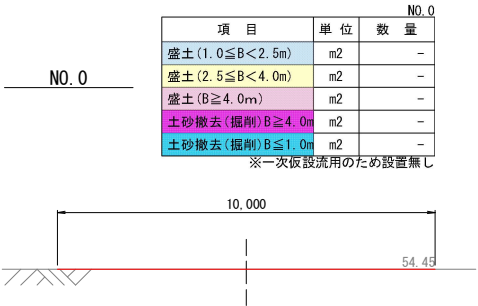 NO.0
項 目 単 位 数 量
盛土(1.0≦B<2.5m) m2 -
盛土(2.5≦B<4.0m) m2 -
盛土(B≧4.0m) m2 -
土砂撤去(掘削)B≧4.0m m2 -
土砂撤去(掘削)B≦1.0m m2 -
※一次仮設流用のため設置無し
NO.0
10,000
54.45